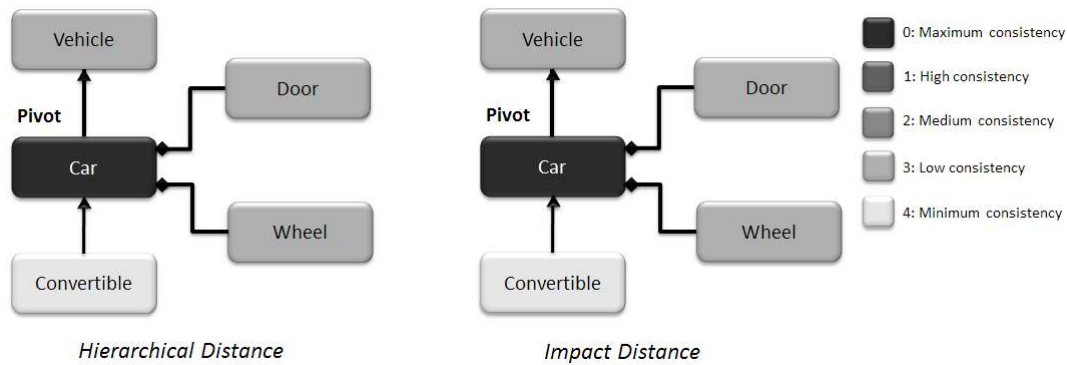 Vehicle
Door
Pivot
Car
Wheel
Convertible
Hierarchical Distance
Vehicle
Door
Pivot
Car
Wheel
Convertible
Impact Distance
0: Maximum consistency
1: High consistency
2: Medium consistency
3: Low consistency
4: Minimum consistency